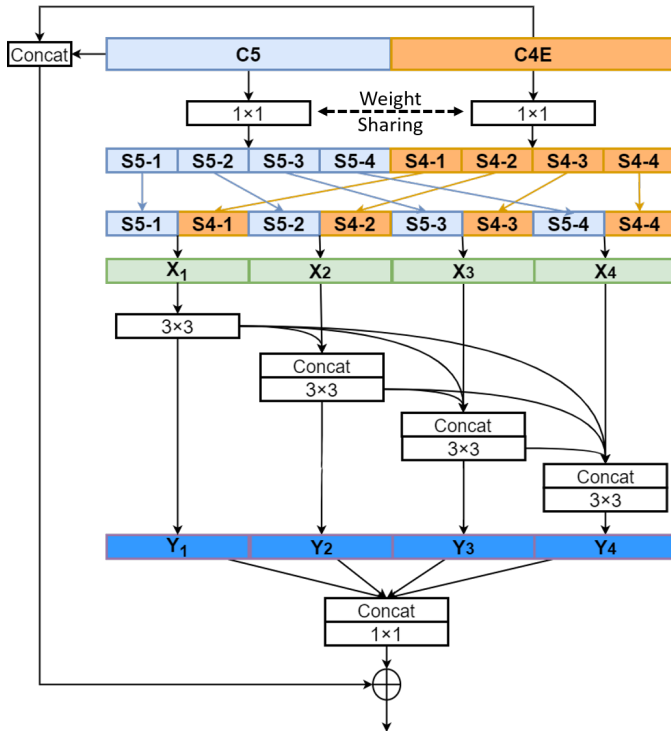 Concat
C5 C4E
1×1 Weight Sharing 1×1
S5-1 S5-2 S5-3 S5-4 S4-1 S4-2 S4-3 S4-4
S5-1 S4-1 S5-2 S4-2 S5-3 S4-3 S5-4 S4-4
X1 X2 X3 X4
3×3
Concat
3×3
Concat
3×3
Concat
3×3
Y1 Y2 Y3 Y4
Concat
1×1